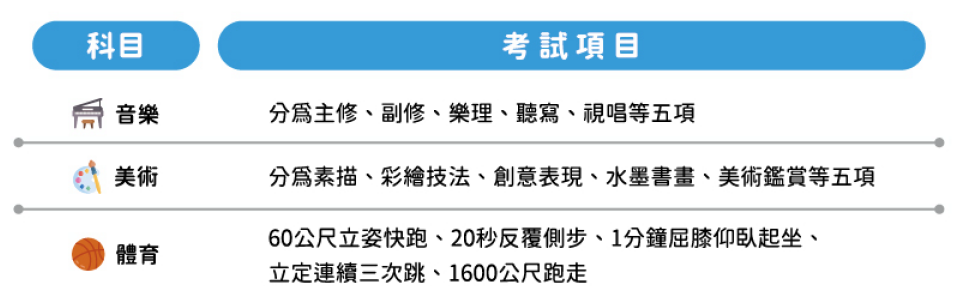 科目 考試項目
音樂 分為主修、副修、樂理、聽寫、視唱等五項
美術 分為素描、彩繪技法、創意表現、水墨書畫、美術鑑賞等五項
體育 60公尺立姿快跑、20秒反覆側步、1分鐘屈膝仰臥起坐、
立定連續三次跳、1600公尺跑走